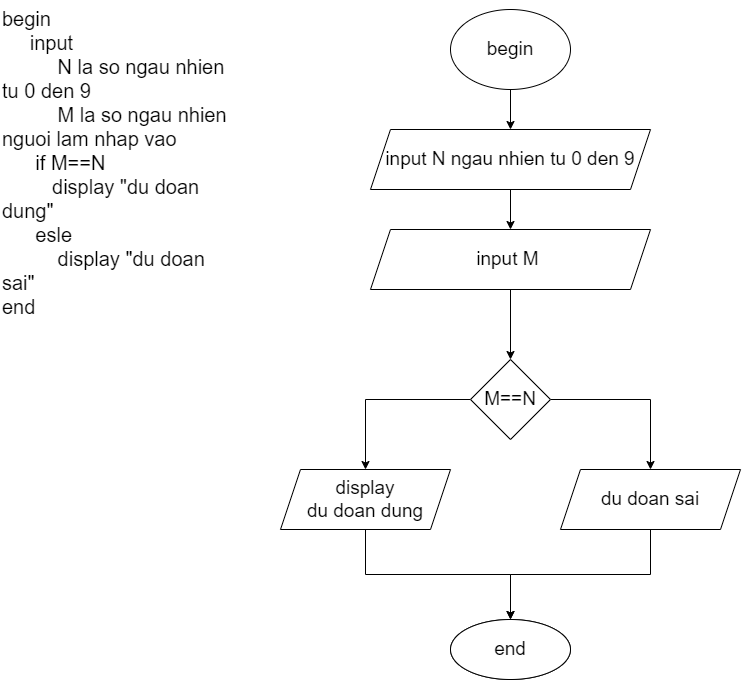 begin
input
N la so ngau nhien
tu 0 den 9
M la so ngau nhien
nguoi lam nhap vao
if M==N
display "du doan
dung"
esle
display "du doan
sai"
end
begin
input N ngau nhien tu 0 den 9
input M
M==N
display
du doan dung
du doan sai
end